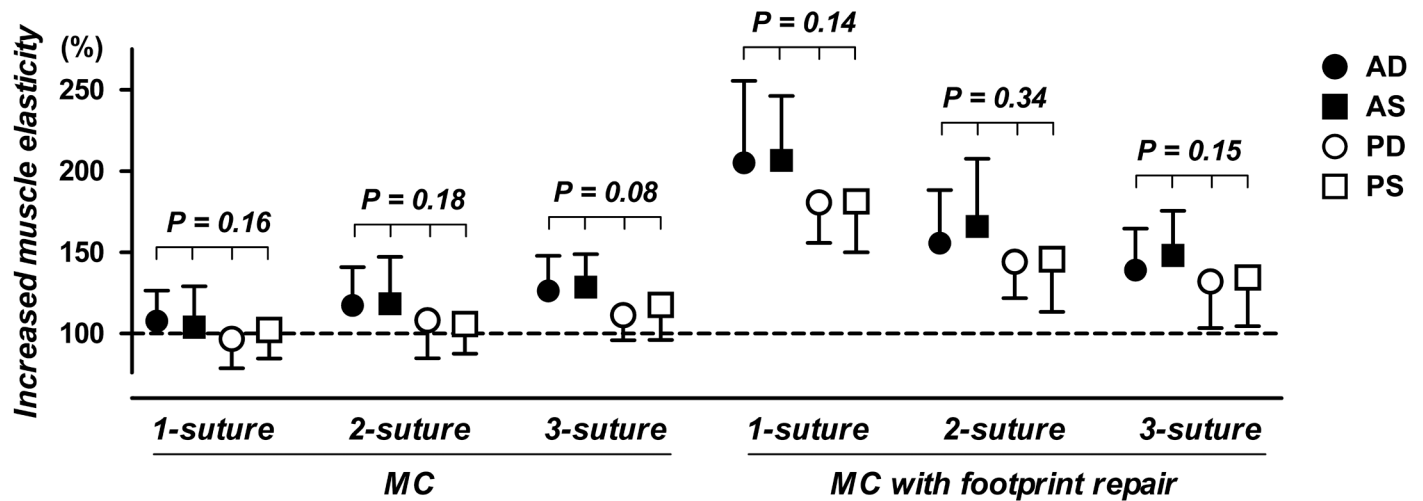 Increased muscle elasticity
(%)
250
200
150
100
P = 0.16
P = 0.18
P = 0.08
P = 0.14
P = 0.34
P = 0.15
AD
AS
PD
PS
1-suture 2-suture 3-suture 1-suture 2-suture 3-suture
MC MC with footprint repair